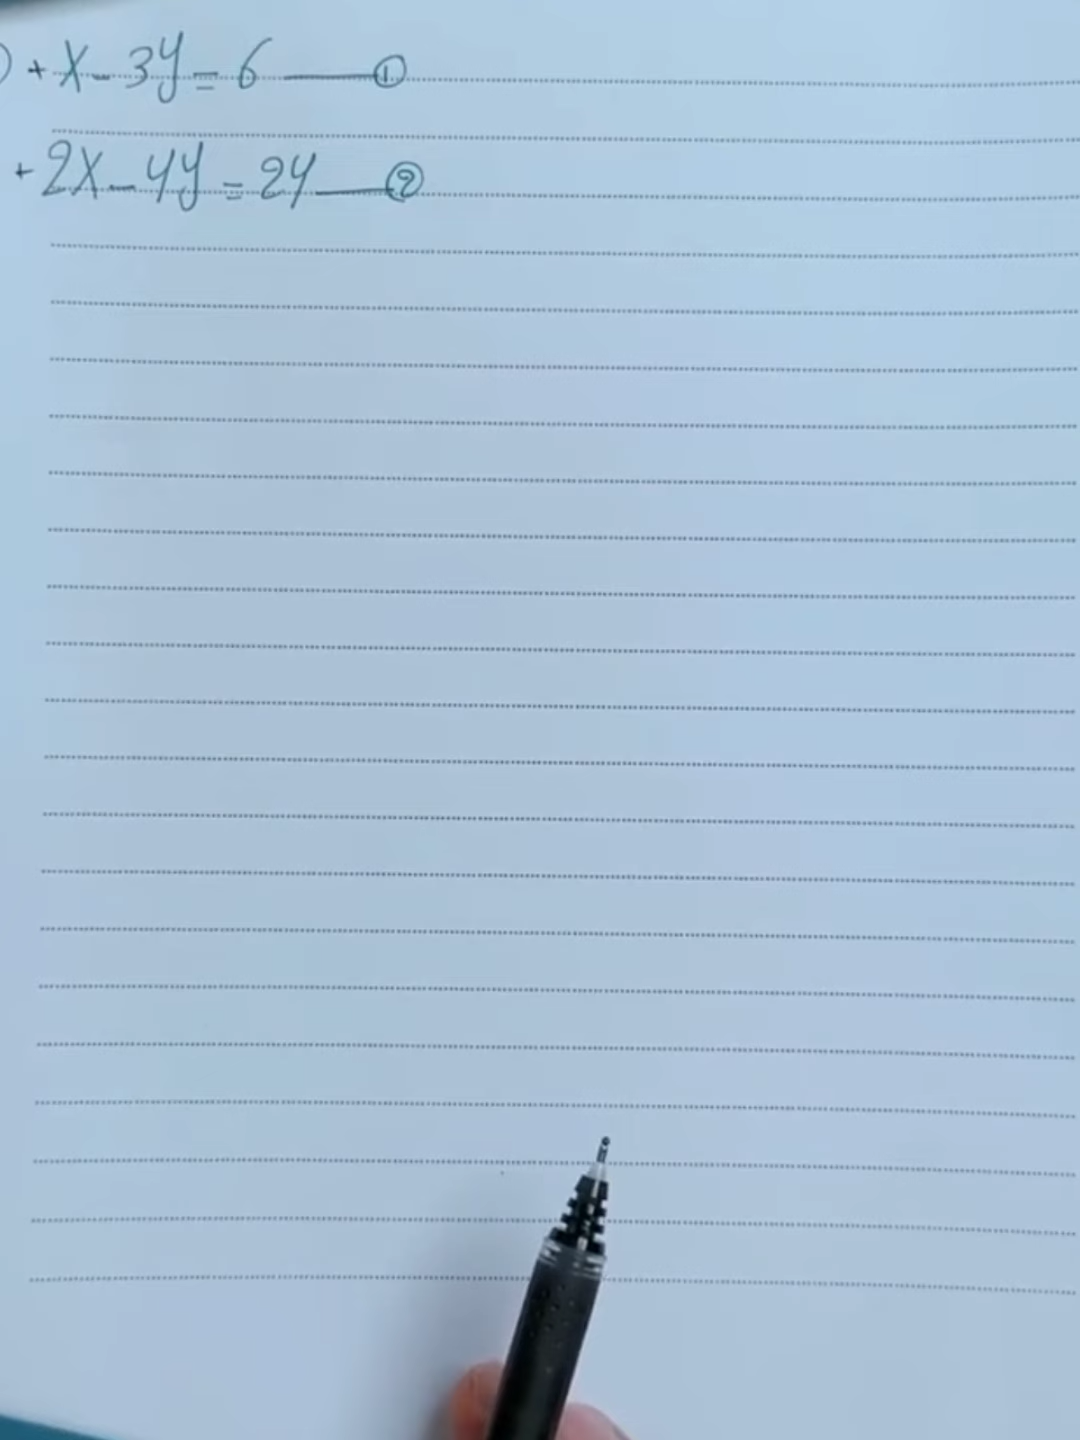 ) + x - 3y = 6 —— ①
+ 2x - 4y = 24 —— ②